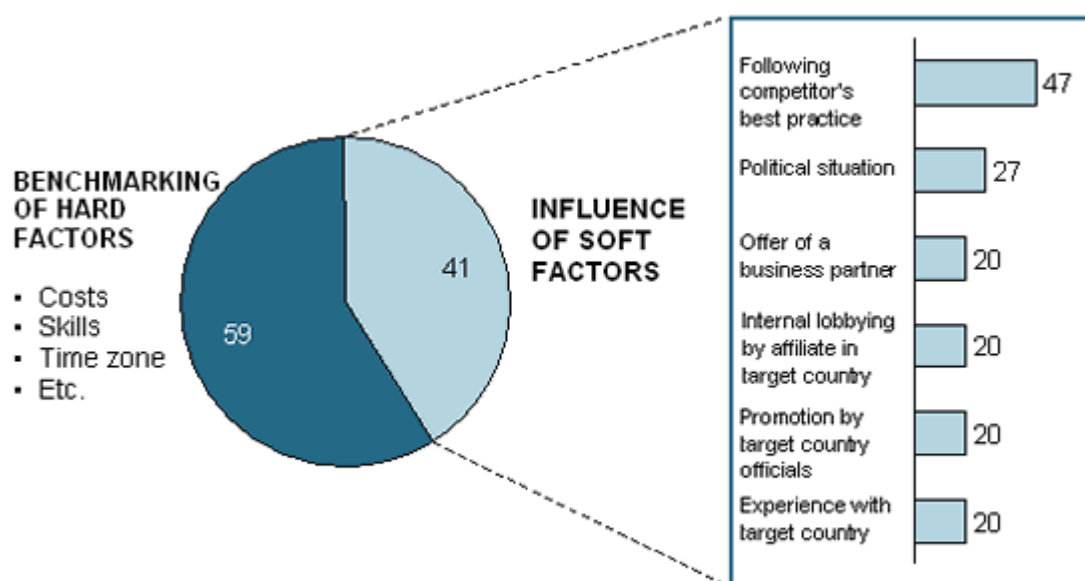 BENCHMARKING
OF HARD
FACTORS
▪ Costs
▪ Skills
▪ Time zone
▪ Etc.
59
41
INFLUENCE
OF SOFT
FACTORS
Following
competitor's
best practice
47
Political situation
27
Offer of a
business partner
20
Internal lobbying
by affiliate in
target country
20
Promotion by
target country
officials
20
Experience with
target country
20